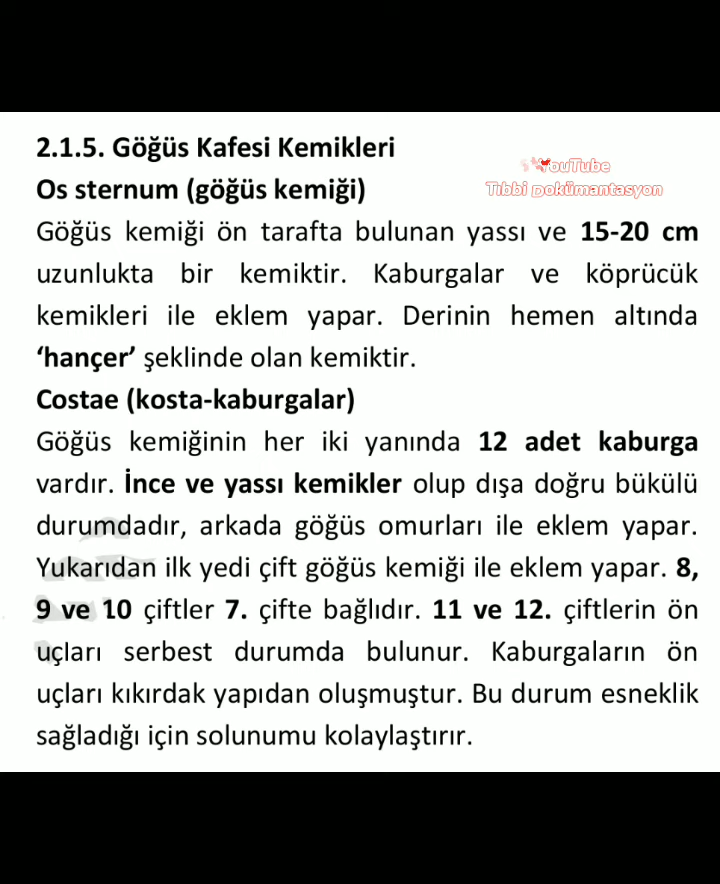 2.1.5. Göğüs Kafesi Kemikleri
YouTube
Tıbbi Dokümantasyon
Os sternum (göğüs kemiği)
Göğüs kemiği ön tarafta bulunan yassı ve 15-20 cm
uzunlukta bir kemiktir. Kaburgalar ve köprücük
kemikleri ile eklem yapar. Derinin hemen altında
‘hançer’ şeklinde olan kemiktir.
Costae (kosta-kaburgalar)
Göğüs kemiğinin her iki yanında 12 adet kaburga
vardır. İnce ve yassı kemikler olup dışa doğru bükülü
durumdadır, arkada göğüs omurları ile eklem yapar.
Yukarıdan ilk yedi çift göğüs kemiği ile eklem yapar. 8,
9 ve 10 çiftler 7. çifte bağlıdır. 11 ve 12. çiftlerin ön
uçları serbest durumda bulunur. Kaburgaların ön
uçları kıkırdak yapıdan oluşmuştur. Bu durum esneklik
sağladığı için solunumu kolaylaştırır.